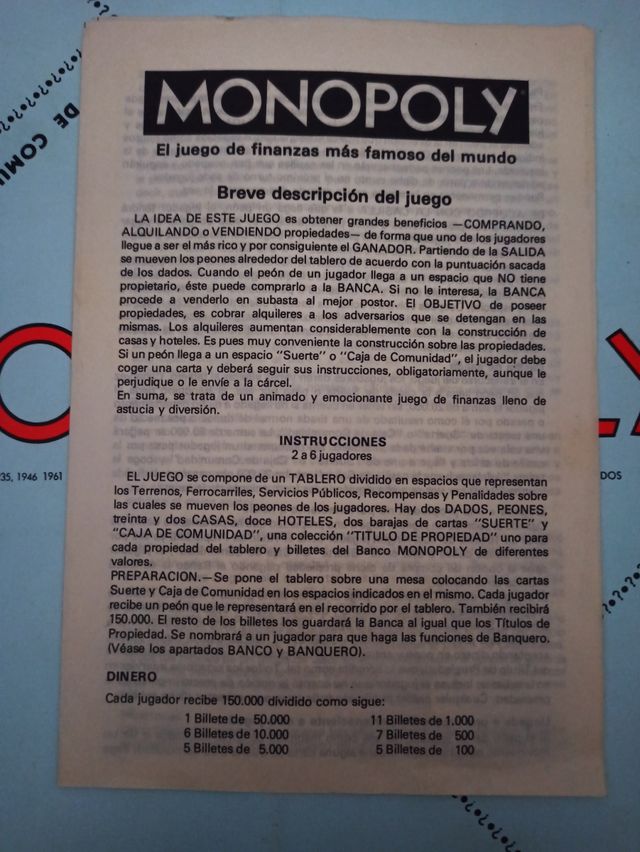 DE COMU
MONOPOLY
El juego de finanzas más famoso del mundo
Breve descripción del juego
LA IDEA DE ESTE JUEGO es obtener grandes beneficios —COMPRANDO,
ALQUILANDO o VENDIENDO propiedades— de forma que uno de los jugadores
llegue a ser el más rico y por consiguiente el GANADOR. Partiendo de la SALIDA
se mueven los peones alrededor del tablero de acuerdo con la puntuación sacada
de los dados. Cuando el peón de un jugador llega a un espacio que NO tiene
propietario, éste puede comprarlo a la BANCA. Si no le interesa, la BANCA
procede a venderlo en subasta al mejor postor. El OBJETIVO de poseer
propiedades, es cobrar alquileres a los adversarios que se detengan en las
mismas. Los alquileres aumentan considerablemente con la construcción de
casas y hoteles. Es pues muy conveniente la construcción sobre las propiedades.
Si un peón llega a un espacio "Suerte" o "Caja de Comunidad", el jugador debe
coger una carta y deberá seguir sus instrucciones, obligatoriamente, aunque le
perjudique o le envíe a la cárcel.
En suma, se trata de un animado y emocionante juego de finanzas lleno de
astucia y diversión.
INSTRUCCIONES
2 a 6 jugadores
EL JUEGO se compone de un TABLERO dividido en espacios que representan
los Terrenos, Ferrocarriles, Servicios Públicos, Recompensas y Penalidades sobre
las cuales se mueven los peones de los jugadores. Hay dos DADOS, PEONES,
treinta y dos CASAS, doce HOTELES, dos barajas de cartas "SUERTE" y
"CAJA DE COMUNIDAD", una colección "TITULO DE PROPIEDAD" uno para
cada propiedad del tablero y billetes del Banco MONOPOLY de diferentes
valores.
PREPARACION.—Se pone el tablero sobre una mesa colocando las cartas
Suerte y Caja de Comunidad en los espacios indicados en el mismo. Cada jugador
recibe un peón que le representará en el recorrido por el tablero. También recibirá
150.000. El resto de los billetes los guardará la Banca al igual que los Títulos de
Propiedad. Se nombrará a un jugador para que haga las funciones de Banquero.
(Véase los apartados BANCO y BANQUERO).
DINERO
Cada jugador recibe 150.000 dividido como sigue:
1 Billete de 50.000 11 Billetes de 1.000
6 Billetes de 10.000 7 Billetes de 500
5 Billetes de 5.000 5 Billetes de 100
O LY
35, 1946 1961 DOS